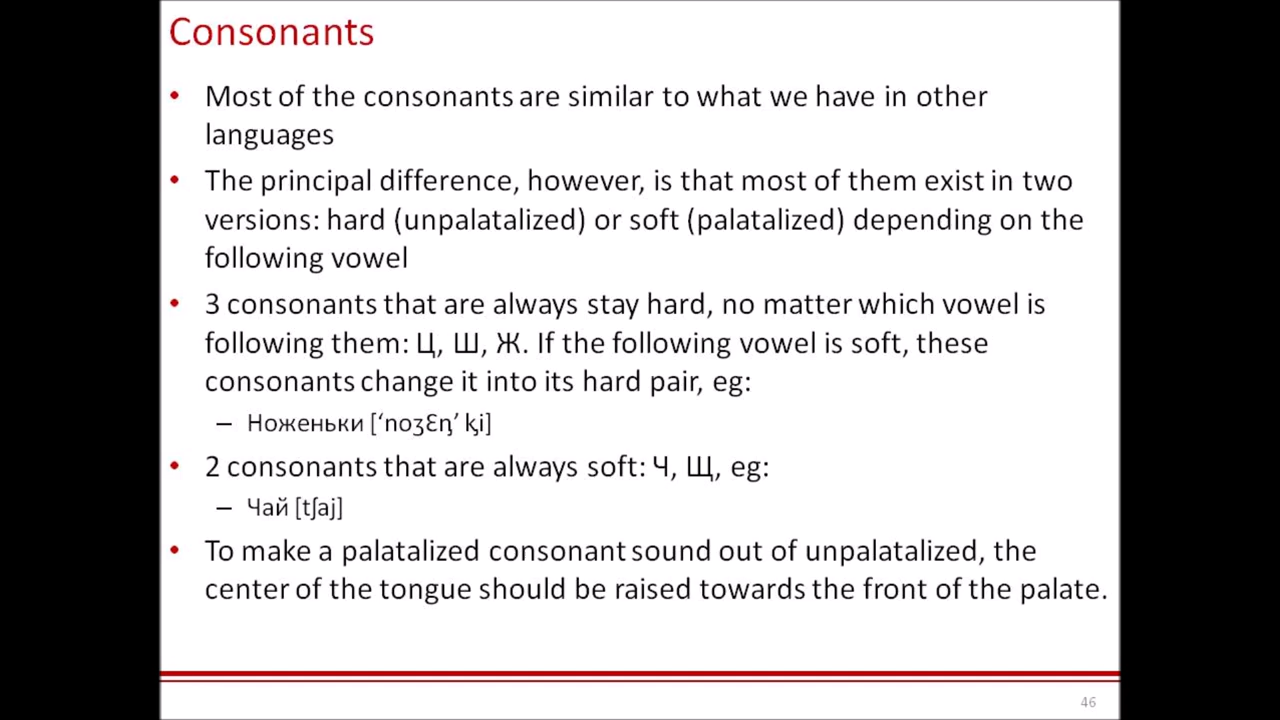 Consonants
• Most of the consonants are similar to what we have in other
languages
• The principal difference, however, is that most of them exist in two
versions: hard (unpalatalized) or soft (palatalized) depending on the
following vowel
• 3 consonants that are always stay hard, no matter which vowel is
following them: Ц, Ш, Ж. If the following vowel is soft, these
consonants change it into its hard pair, eg:
– Ноженьки [‘noʒƐņ’ ķi]
• 2 consonants that are always soft: Ч, Щ, eg:
– Чай [tʃaj]
• To make a palatalized consonant sound out of unpalatalized, the
center of the tongue should be raised towards the front of the palate.
46